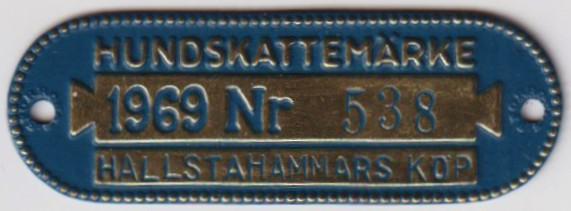 HUNDSKATTEMÄRKE
1969 Nr 538
HALLSTAHAMMARS KÖP